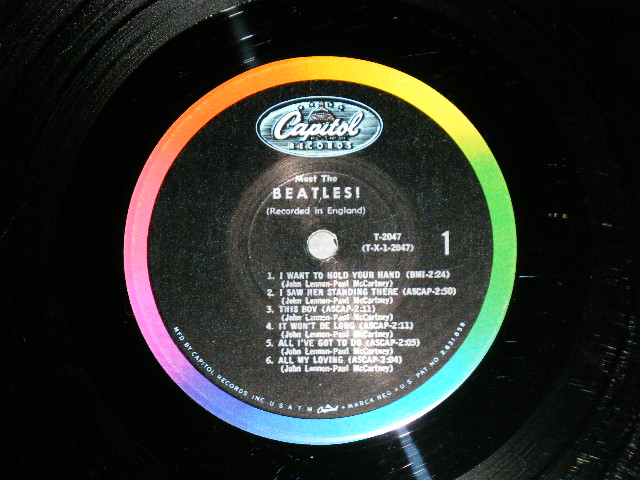 Capitol
RECORDS
Meet The
BEATLES!
(Recorded in England)
T-2047
(T-X-1-2047)
1
1. I WANT TO HOLD YOUR HAND (BMI-2:24)
(John Lennon-Paul McCartney)
2. I SAW HER STANDING THERE (ASCAP-2:50)
(John Lennon-Paul McCartney)
3. THIS BOY (ASCAP-2:11)
(John Lennon-Paul McCartney)
4. IT WON'T BE LONG (ASCAP-2:11)
(John Lennon-Paul McCartney)
5. ALL I'VE GOT TO DO (ASCAP-2:05)
(John Lennon-Paul McCartney)
6. ALL MY LOVING (ASCAP-2:04)
(John Lennon-Paul McCartney)
MFD BY CAPITOL RECORDS, INC. U.S.A. T.M. Capitol • MARCA REG. • U.S. PAT. NO. 2,631,859